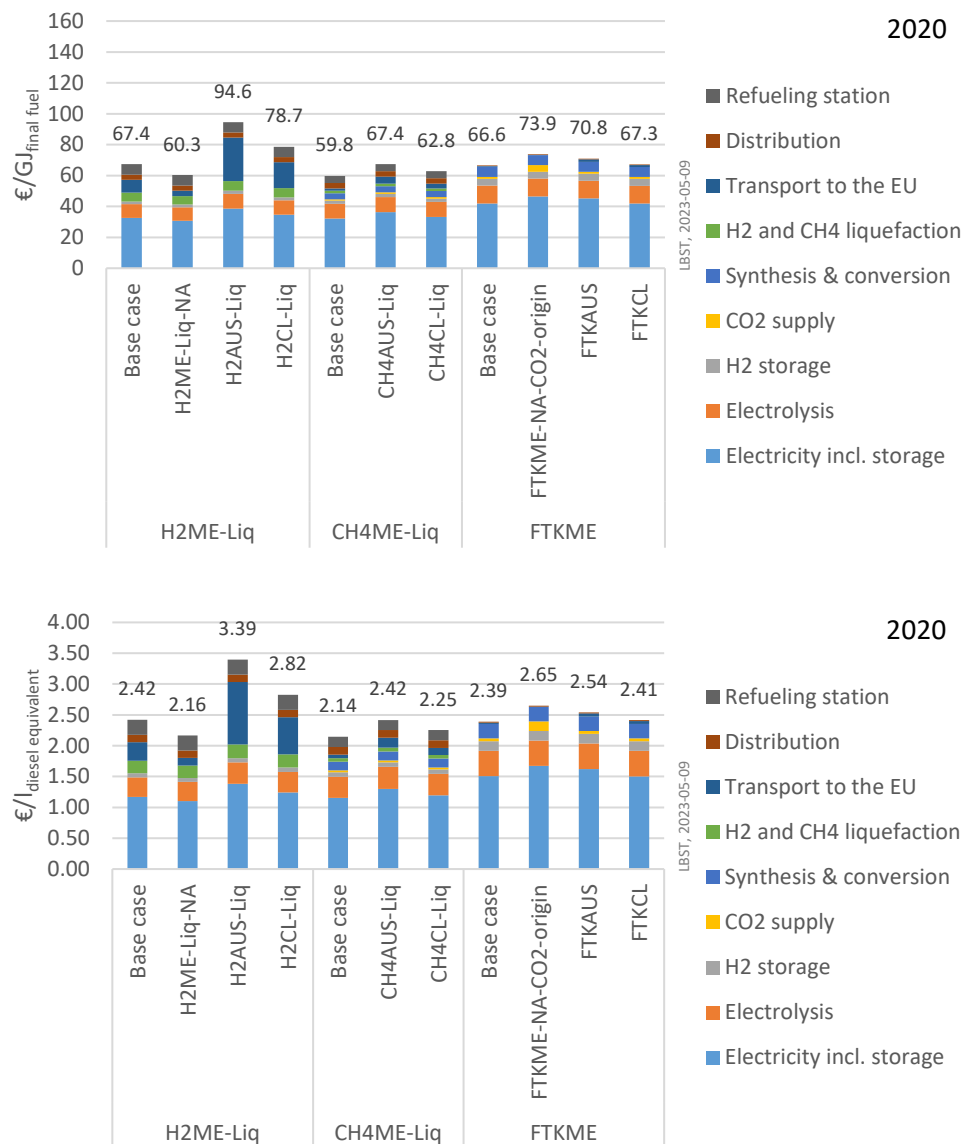 2020
160
140
120
100
80
60
40
20
0
€/GJfinal fuel
67.4
60.3
94.6
78.7
59.8
67.4
62.8
66.6
73.9
70.8
67.3
LBST, 2023-05-09
Refueling station
Distribution
Transport to the EU
H2 and CH4 liquefaction
Synthesis & conversion
CO2 supply
H2 storage
Electrolysis
Electricity incl. storage
Base case
H2ME-Liq-NA
H2AUS-Liq
H2CL-Liq
Base case
CH4AUS-Liq
CH4CL-Liq
Base case
FTKME-NA-CO2-origin
FTKAUS
FTKCL
H2ME-Liq
CH4ME-Liq
FTKME
2020
4.00
3.50
3.00
2.50
2.00
1.50
1.00
0.50
0.00
€/ldiesel equivalent
2.42
2.16
3.39
2.82
2.14
2.42
2.25
2.39
2.65
2.54
2.41
LBST, 2023-05-09
Refueling station
Distribution
Transport to the EU
H2 and CH4 liquefaction
Synthesis & conversion
CO2 supply
H2 storage
Electrolysis
Electricity incl. storage
Base case
H2ME-Liq-NA
H2AUS-Liq
H2CL-Liq
Base case
CH4AUS-Liq
CH4CL-Liq
Base case
FTKME-NA-CO2-origin
FTKAUS
FTKCL
H2ME-Liq
CH4ME-Liq
FTKME